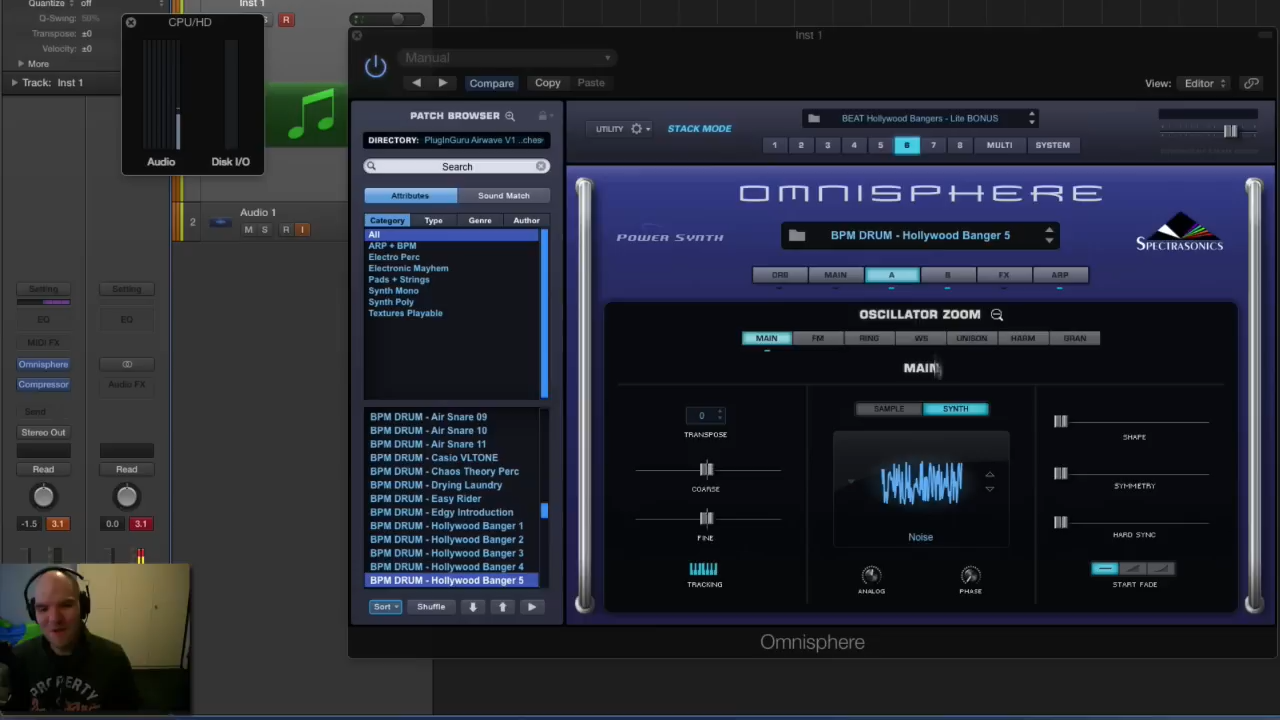 Quantize off
Inst 1
Q-Swing: 50%
CPU/HD
R
Transpose: ±0
Inst 1
Velocity: ±0
Manual
More
Compare Copy Paste
View: Editor
Track: Inst 1
PATCH BROWSER
BEAT Hollywood Bangers - Lite BONUS
UTILITY STACK MODE
DIRECTORY: PlugInGuru Airwave V1 ..ches
1 2 3 4 5 6 7 8 MULTI SYSTEM
Audio Disk I/O
Search
Attributes Sound Match
OMNISPHERE
Category Type Genre Author
All
ARP + BPM
Electro Perc
Electronic Mayhem
Pads + Strings
Synth Mono
Synth Poly
Textures Playable
2 Audio 1
M S R I
POWER SYNTH
BPM DRUM - Hollywood Banger 5
SPECTRASONICS
ORB MAIN A B FX ARP
Setting Setting
OSCILLATOR ZOOM
EQ EQ
MAIN FM RING WS UNISON HARM GRAN
MIDI FX
MAIN
Omnisphere
Compressor Audio FX
Send
Stereo Out
Read Read
-1.5 3.1 0.0 3.1
BPM DRUM - Air Snare 09
BPM DRUM - Air Snare 10
BPM DRUM - Air Snare 11
BPM DRUM - Casio VLTONE
BPM DRUM - Chaos Theory Perc
BPM DRUM - Drying Laundry
BPM DRUM - Easy Rider
BPM DRUM - Edgy Introduction
BPM DRUM - Hollywood Banger 1
BPM DRUM - Hollywood Banger 2
BPM DRUM - Hollywood Banger 3
BPM DRUM - Hollywood Banger 4
BPM DRUM - Hollywood Banger 5
Sort Shuffle
0
TRANSPOSE
COARSE
FINE
TRACKING
SAMPLE SYNTH
Noise
ANALOG PHASE
SHAPE
SYMMETRY
HARD SYNC
START FADE
Omnisphere
PROPERTY